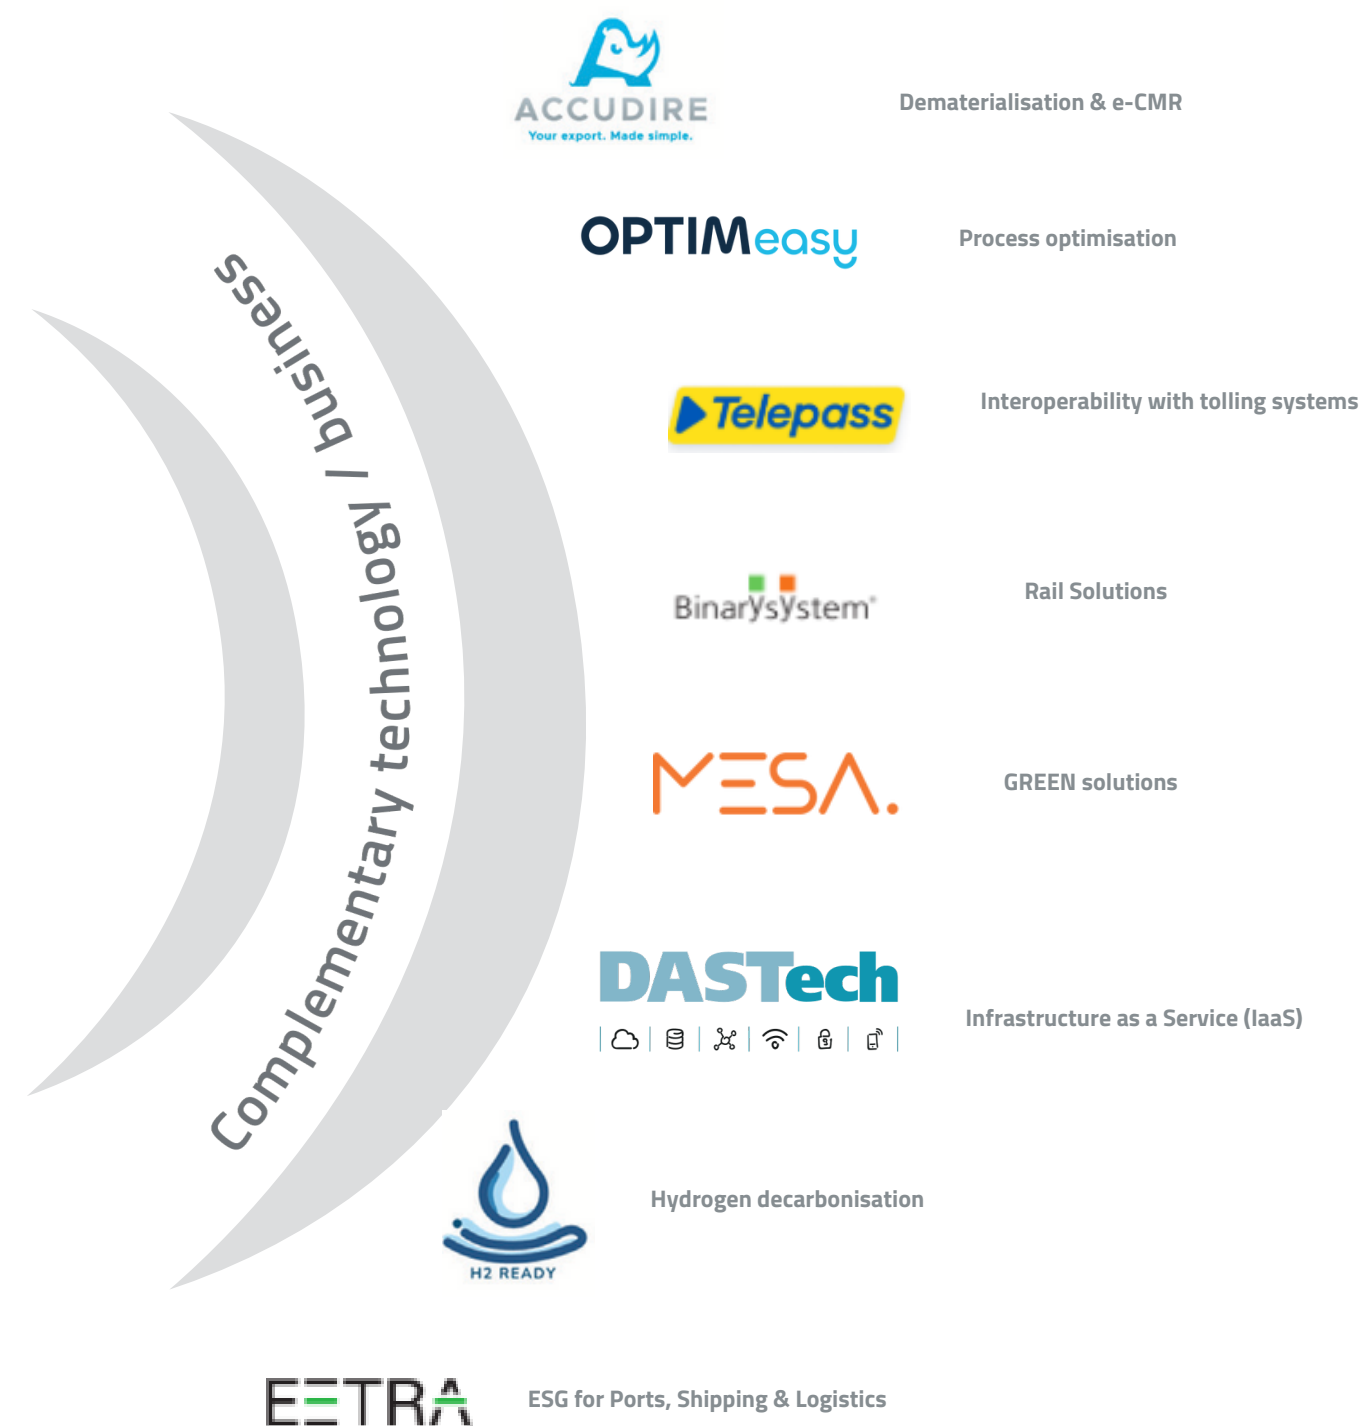 ACCUDIRE
Your export. Made simple.
Dematerialisation & e-CMR
OPTIMeasy
Process optimisation
Telepass
Interoperability with tolling systems
Binarysystem®
Rail Solutions
MESA.
GREEN solutions
DASTech
Infrastructure as a Service (IaaS)
H2 READY
Hydrogen decarbonisation
EETRA
ESG for Ports, Shipping & Logistics
Complementary technology / business